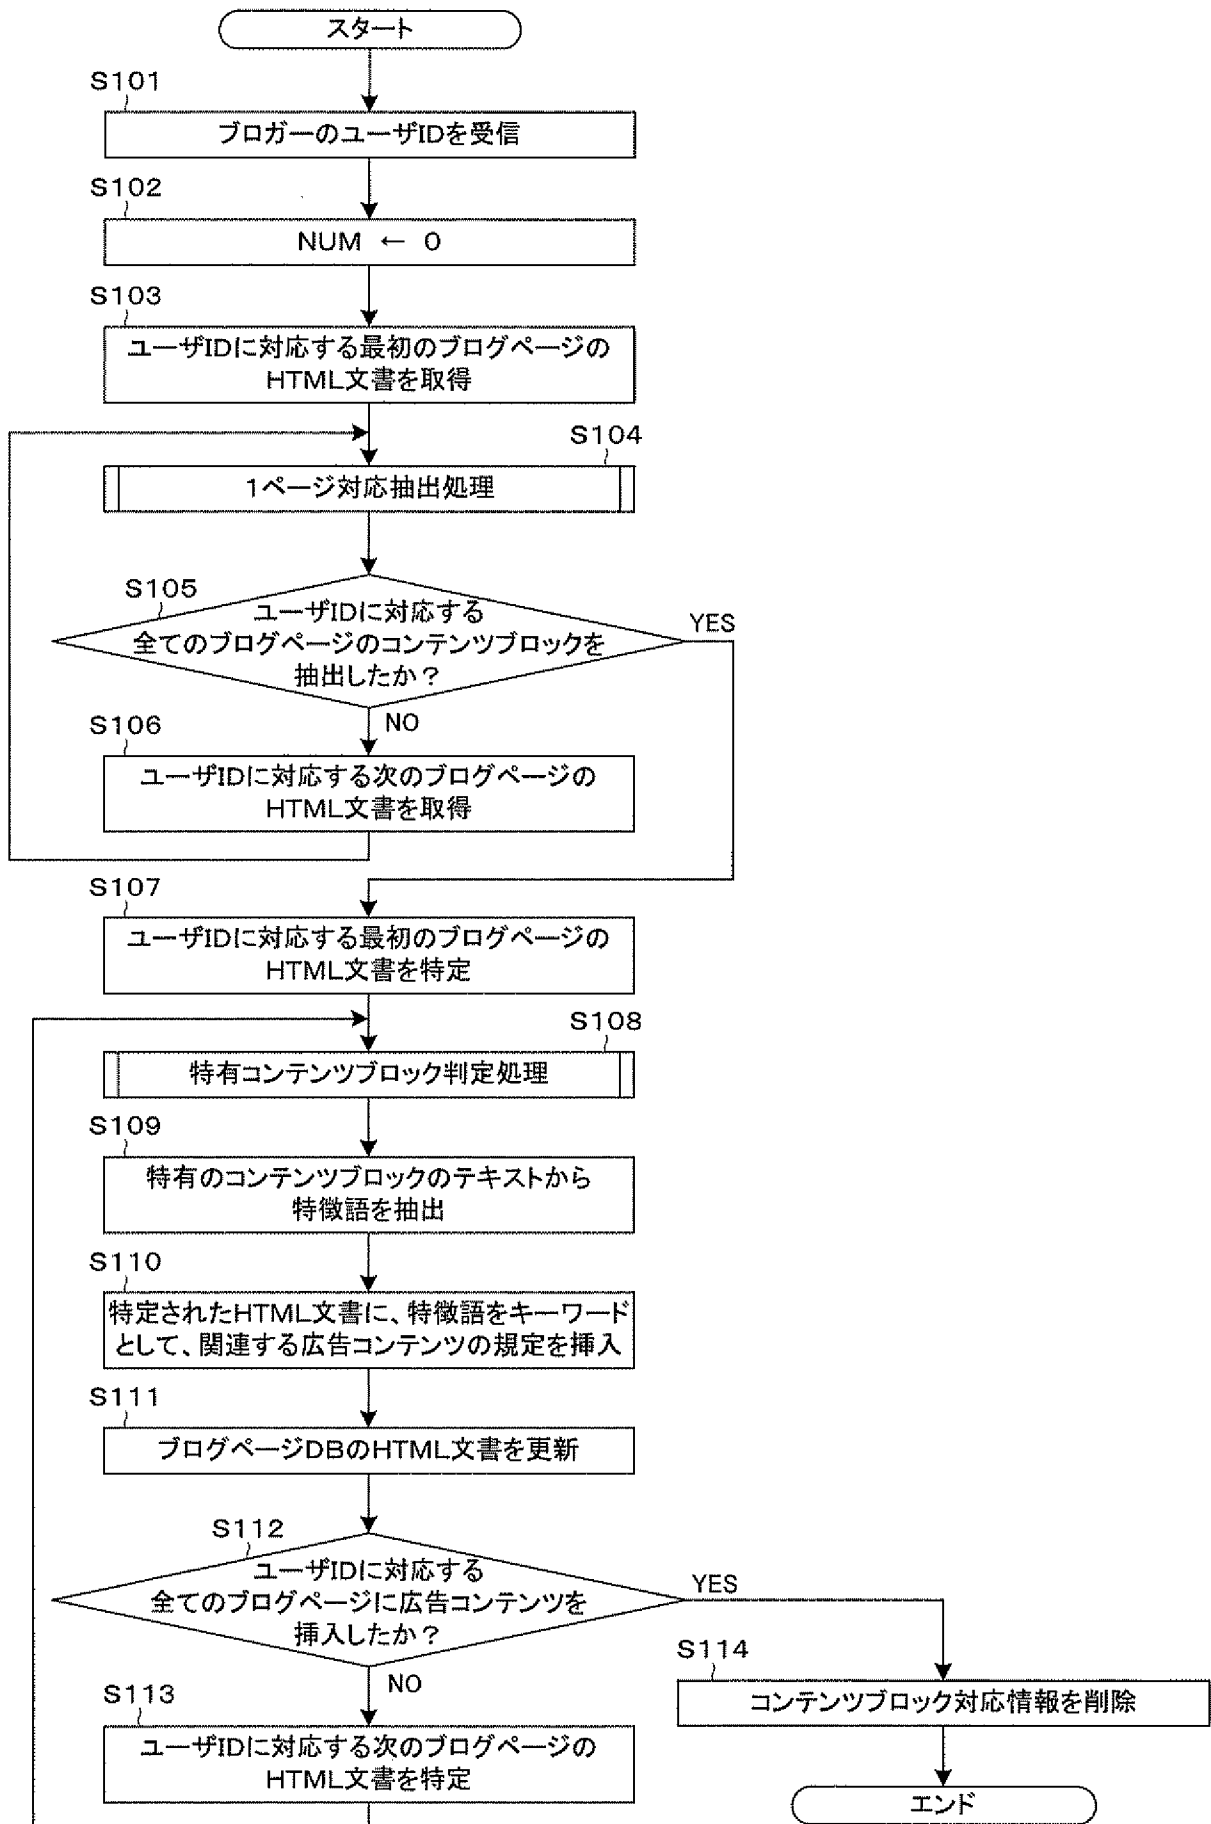 スタート
S101
ブロガーのユーザIDを受信
S102
NUM ← 0
S103
ユーザIDに対応する最初のブログページの
HTML文書を取得
S104
1ページ対応抽出処理
S105
ユーザIDに対応する
全てのブログページのコンテンツブロックを
抽出したか？
YES
NO
S106
ユーザIDに対応する次のブログページの
HTML文書を取得
S107
ユーザIDに対応する最初のブログページの
HTML文書を特定
S108
特有コンテンツブロック判定処理
S109
特有のコンテンツブロックのテキストから
特徴語を抽出
S110
特定されたHTML文書に、特徴語をキーワード
として、関連する広告コンテンツの規定を挿入
S111
ブログページDBのHTML文書を更新
S112
ユーザIDに対応する
全てのブログページに広告コンテンツを
挿入したか？
YES
NO
S113
ユーザIDに対応する次のブログページの
HTML文書を特定
S114
コンテンツブロック対応情報を削除
エンド